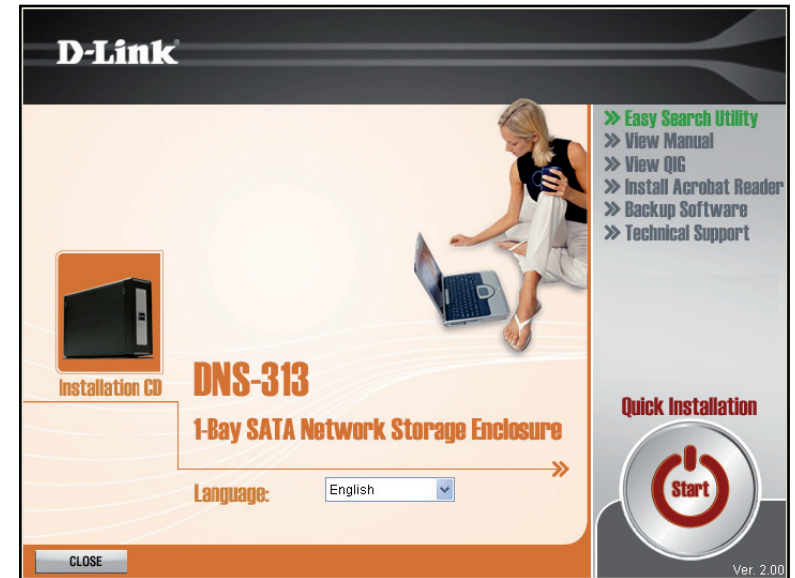 D-Link
Easy Search Utility
View Manual
View QIG
Install Acrobat Reader
Backup Software
Technical Support
Installation CD
DNS-313
1-Bay SATA Network Storage Enclosure
Language:
English
Quick Installation
Start
CLOSE
Ver. 2.00